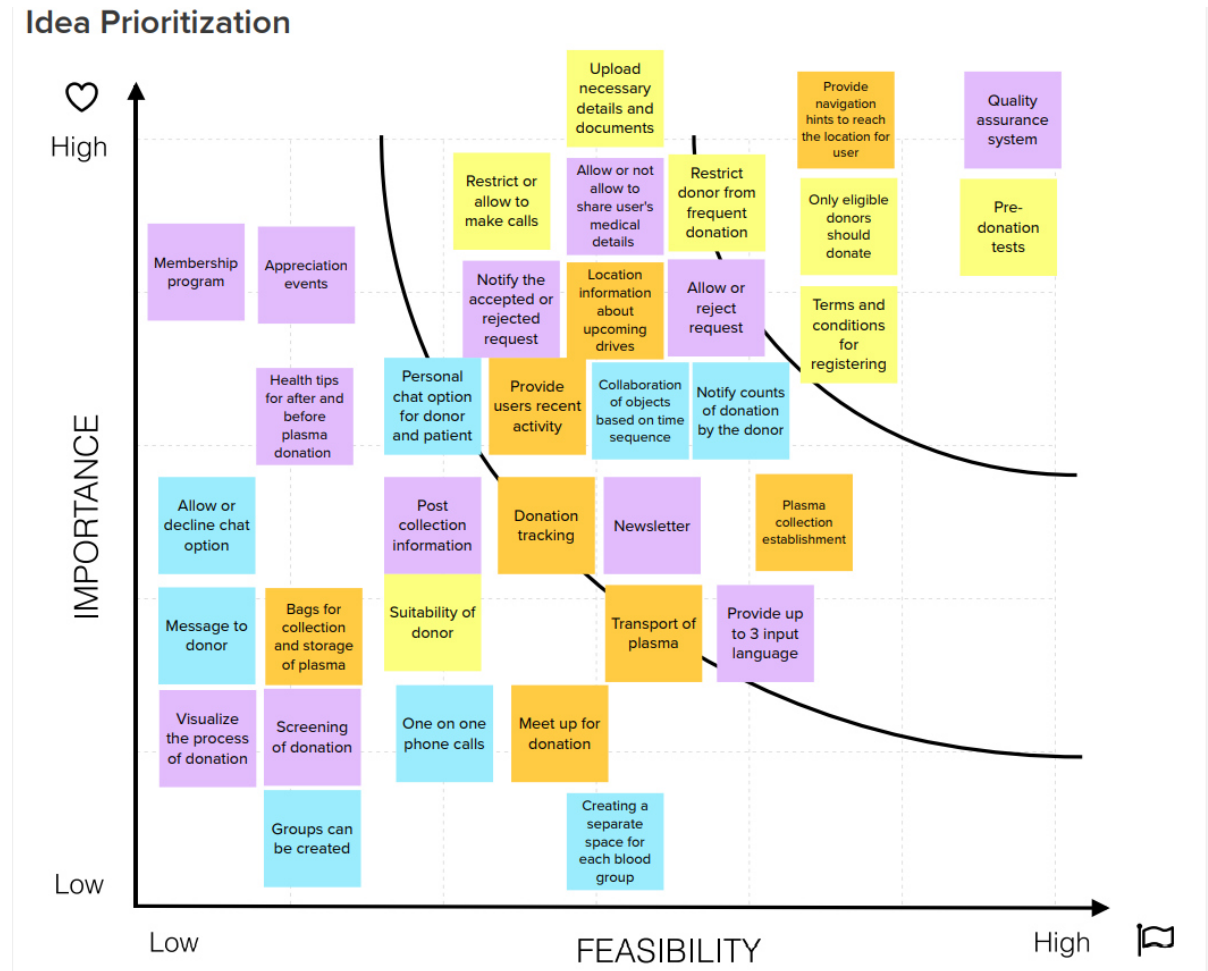 Idea Prioritization
High
Upload
necessary
details and
documents
Provide
navigation
hints to reach
the location for
user
Quality
assurance
system
Restrict or
allow to
make calls
Allow or not
allow to
share user's
medical
details
Restrict
donor from
frequent
donation
Only eligible
donors
should
donate
Pre-
donation
tests
Membership
program
Appreciation
events
Notify the
accepted or
rejected
request
Location
information
about
upcoming
drives
Allow or
reject
request
Terms and
conditions
for
registering
Health tips
for after and
before
plasma
donation
Personal
chat option
for donor
and patient
Provide
users recent
activity
Collaboration
of objects
based on time
sequence
Notify counts
of donation
by the donor
IMPORTANCE
Allow or
decline chat
option
Post
collection
information
Donation
tracking
Newsletter
Plasma
collection
establishment
Message to
donor
Bags for
collection
and storage
of plasma
Suitability of
donor
Transport of
plasma
Provide up
to 3 input
language
Visualize
the process
of donation
Screening
of donation
One on one
phone calls
Meet up for
donation
Groups can
be created
Creating a
separate
space for
each blood
group
Low
Low
FEASIBILITY
High